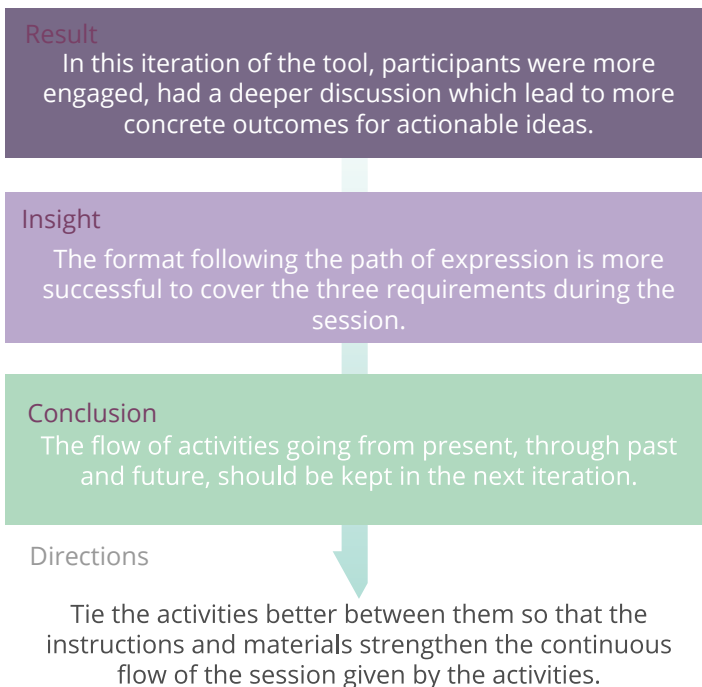 Result
In this iteration of the tool, participants were more
engaged, had a deeper discussion which lead to more
concrete outcomes for actionable ideas.
Insight
The format following the path of expression is more
successful to cover the three requirements during the
session.
Conclusion
The flow of activities going from present, through past
and future, should be kept in the next iteration.
Directions
Tie the activities better between them so that the
instructions and materials strengthen the continuous
flow of the session given by the activities.